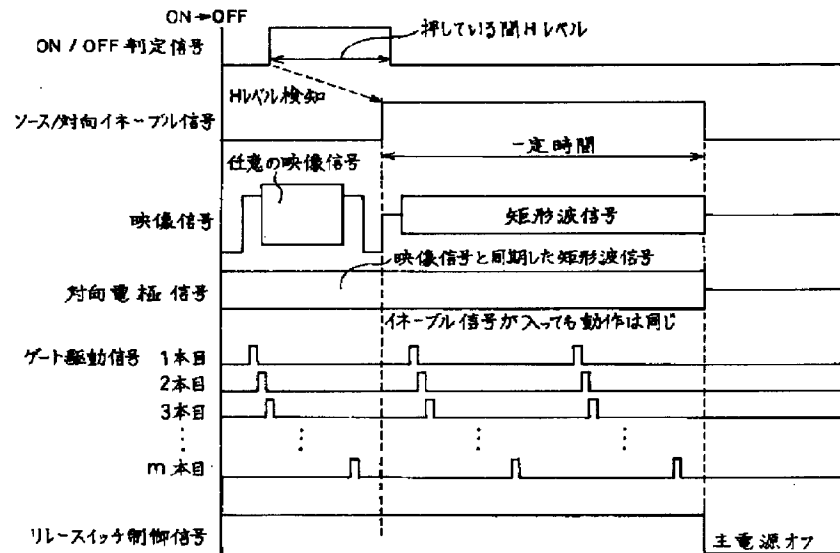 ON→OFF
ON / OFF 判定信号
押している間Hレベル
Hレベル検知
ソース/対向イネーブル信号
一定時間
任意の映像信号
映像信号
矩形波信号
映像信号と同期した矩形波信号
対向電極信号
イネーブル信号が入っても動作は同じ
ゲート駆動信号 1本目
2本目
3本目
m本目
リレースイッチ制御信号
主電源オフ